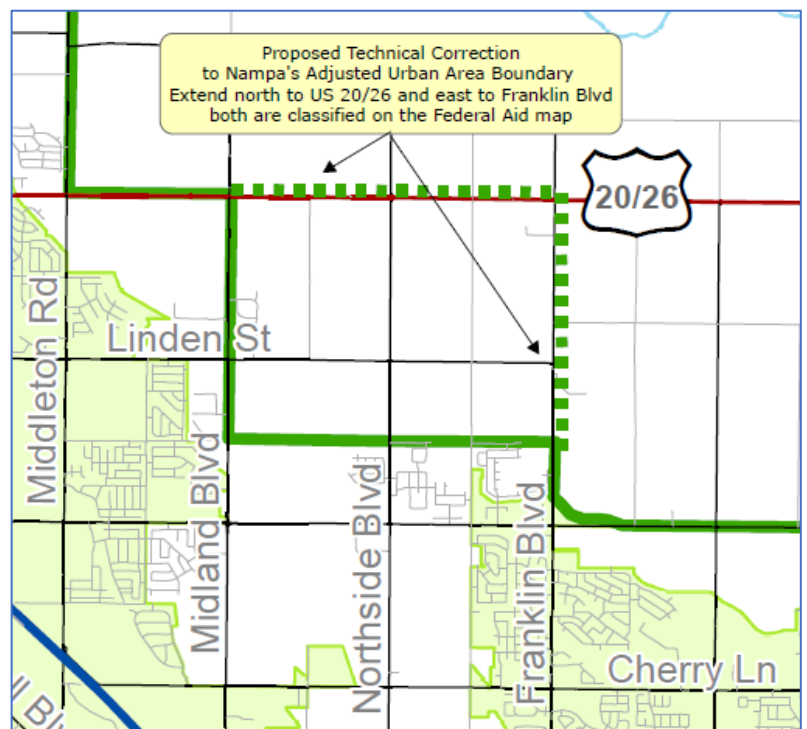 Proposed Technical Correction
to Nampa's Adjusted Urban Area Boundary
Extend north to US 20/26 and east to Franklin Blvd
both are classified on the Federal Aid map
20/26
Middleton Rd
Linden St
Midland Blvd
Northside Blvd
Franklin Blvd
Cherry Ln